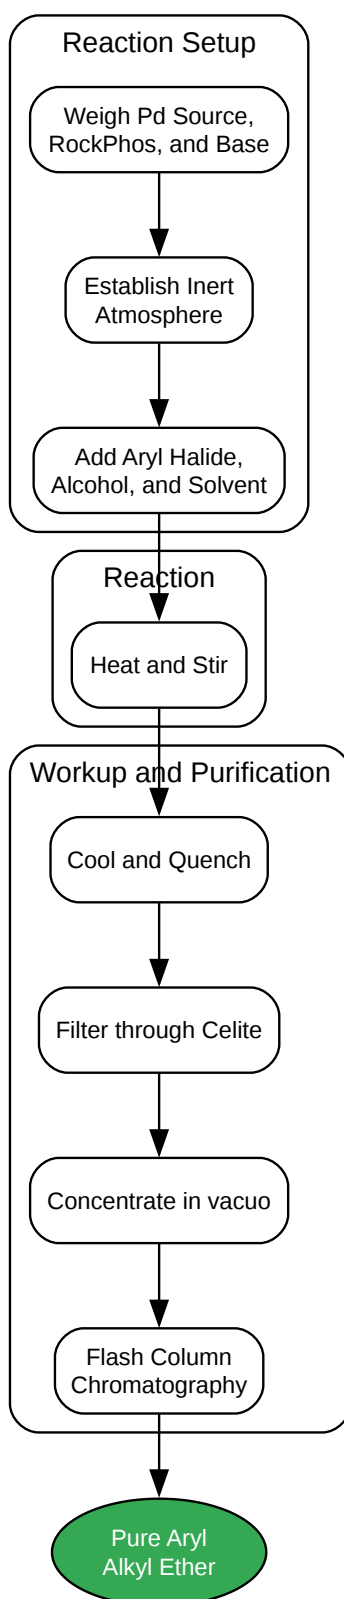 Reaction Setup
Weigh Pd Source,
RockPhos, and Base
Establish Inert
Atmosphere
Add Aryl Halide,
Alcohol, and Solvent
Reaction
Heat and Stir
Workup and Purification
Cool and Quench
Filter through Celite
Concentrate in vacuo
Flash Column
Chromatography
Pure Aryl
Alkyl Ether